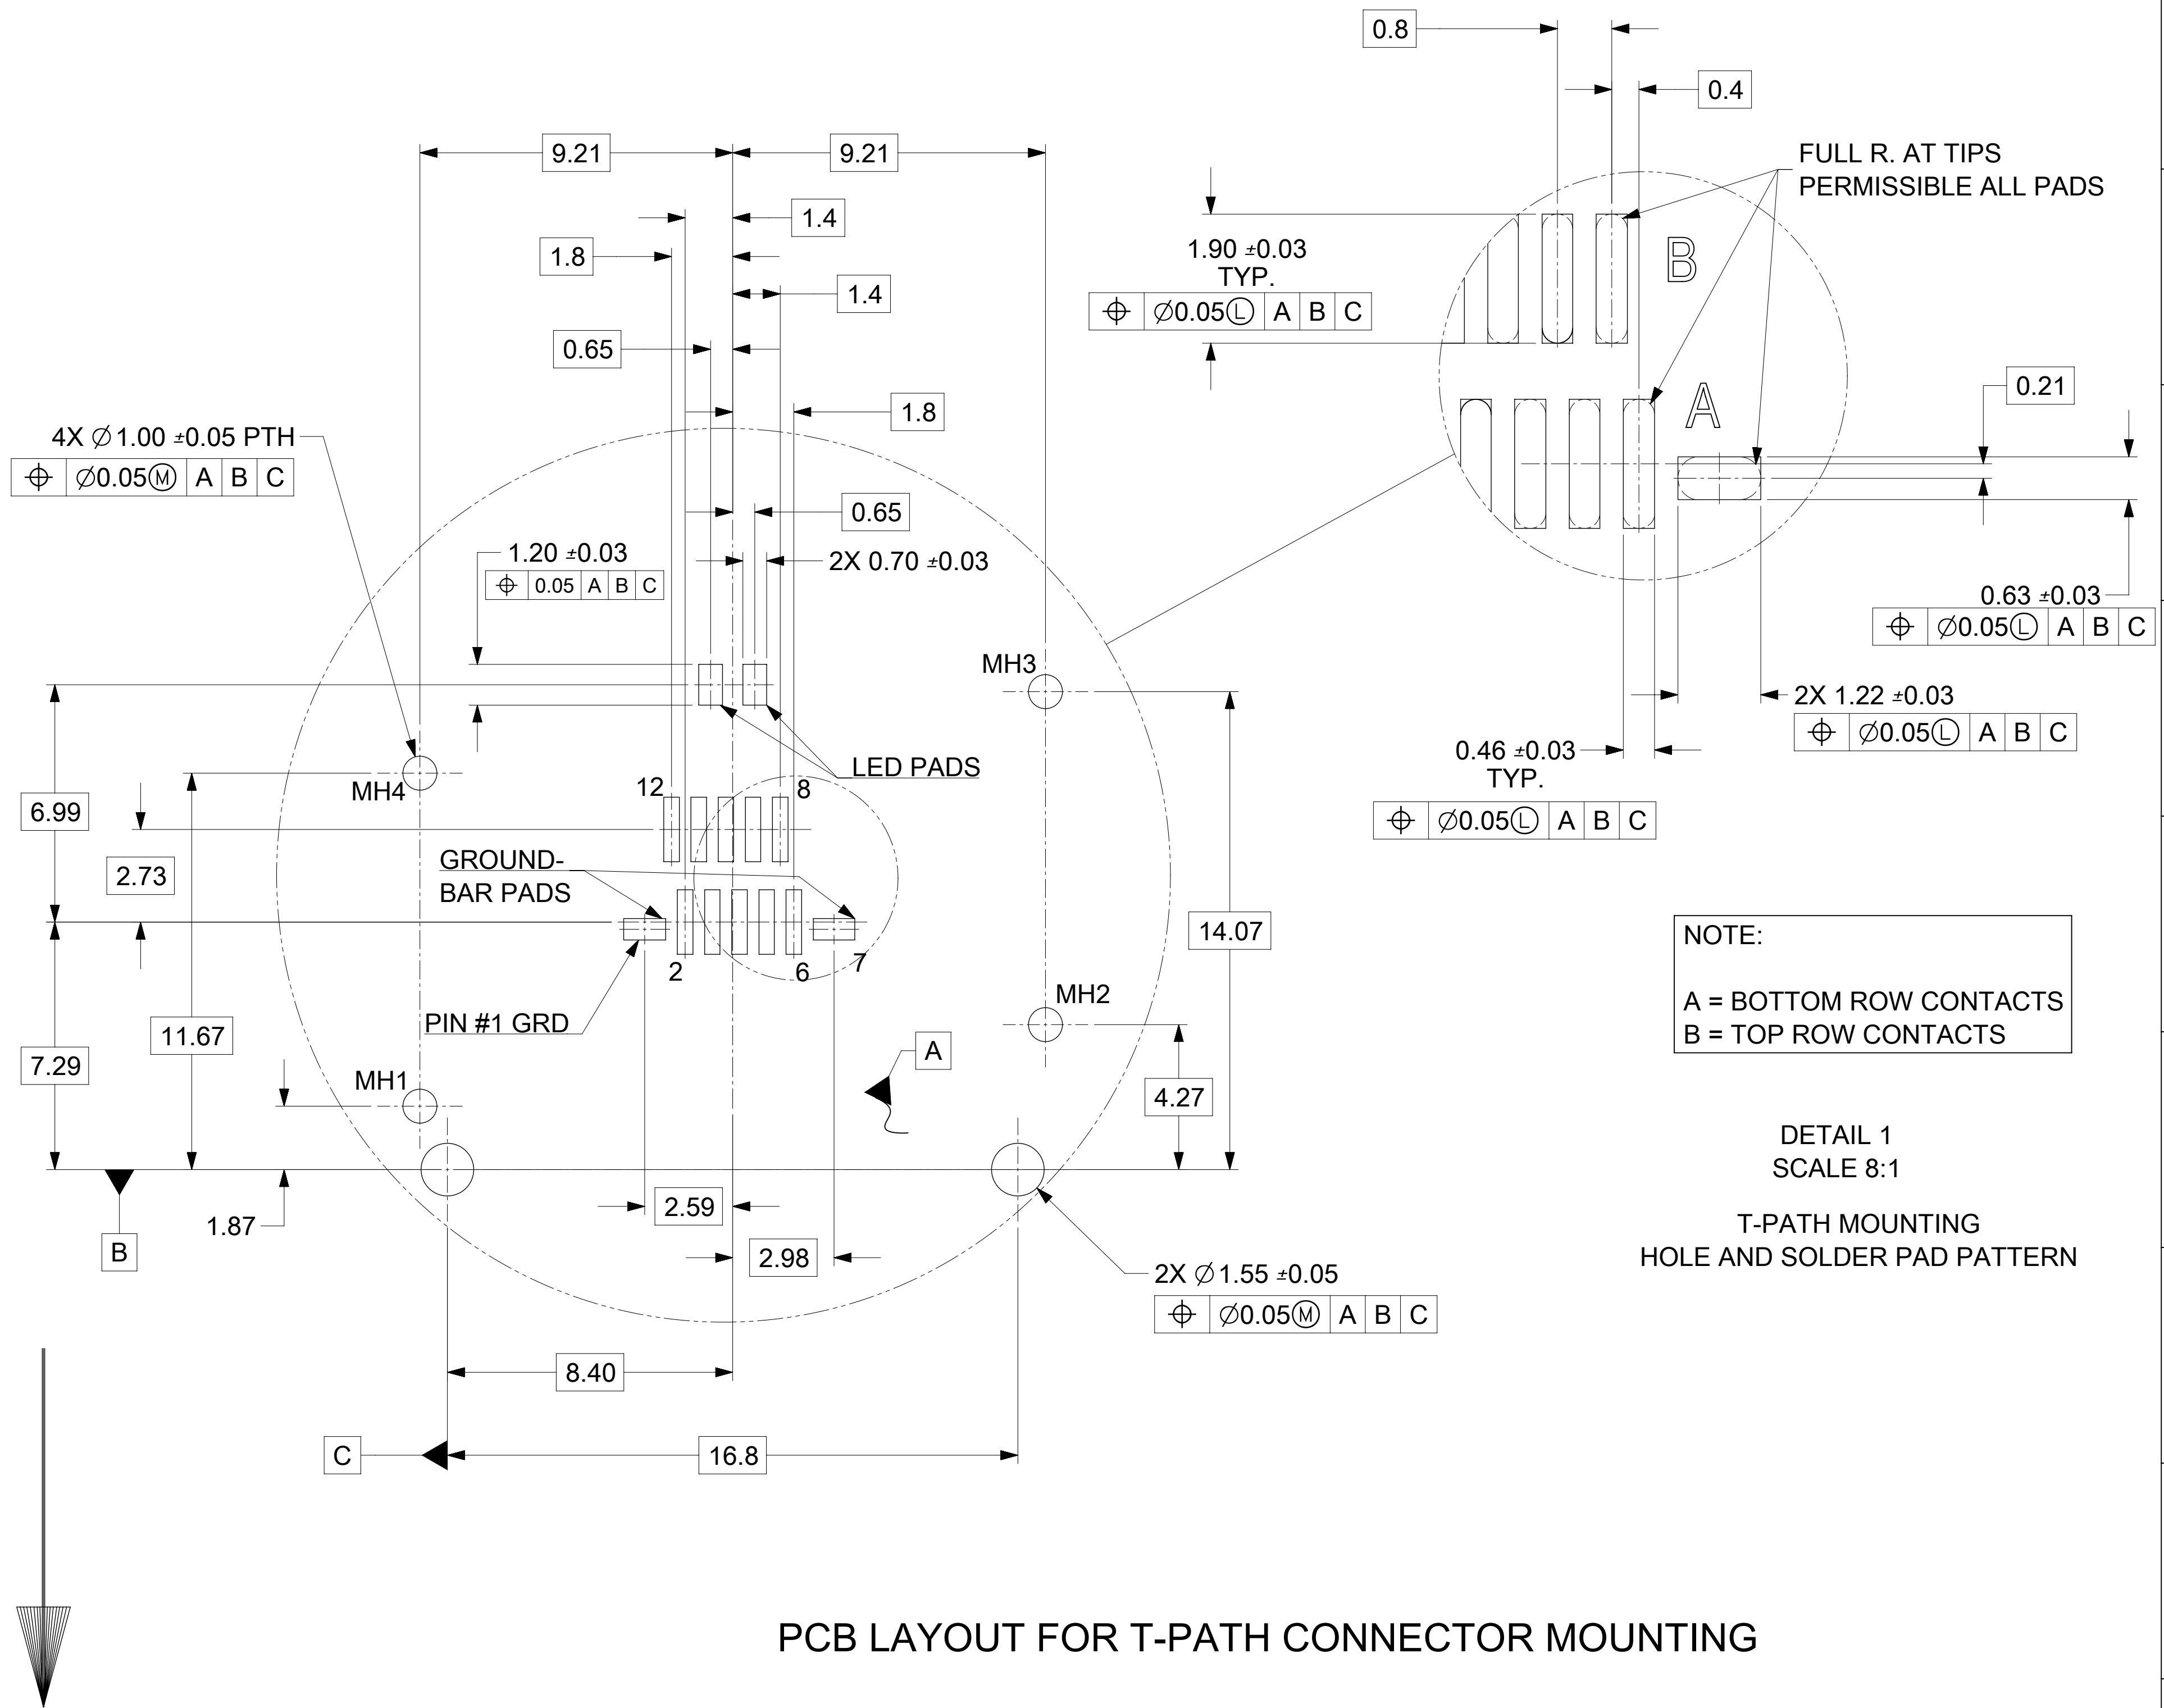 0.8
0.4
9.21
9.21
FULL R. AT TIPS
PERMISSIBLE ALL PADS
1.4
1.8
1.4
B
1.90 ±0.03
TYP.
⌖ ∅0.05Ⓛ A B C
0.65
0.21
1.8
A
4X ∅1.00 ±0.05 PTH
⌖ ∅0.05Ⓜ A B C
0.65
1.20 ±0.03
⌖ 0.05 A B C
2X 0.70 ±0.03
0.63 ±0.03
⌖ ∅0.05Ⓛ A B C
MH3
2X 1.22 ±0.03
⌖ ∅0.05Ⓛ A B C
0.46 ±0.03
TYP.
⌖ ∅0.05Ⓛ A B C
LED PADS
MH4
12
8
6.99
2.73
GROUND-
BAR PADS
14.07
NOTE:
A = BOTTOM ROW CONTACTS
B = TOP ROW CONTACTS
2
6
7
MH2
PIN #1 GRD
11.67
A
7.29
MH1
4.27
DETAIL 1
SCALE 8:1
2.59
1.87
T-PATH MOUNTING
HOLE AND SOLDER PAD PATTERN
B
2.98
2X ∅1.55 ±0.05
⌖ ∅0.05Ⓜ A B C
8.40
C
16.8
PCB LAYOUT FOR T-PATH CONNECTOR MOUNTING